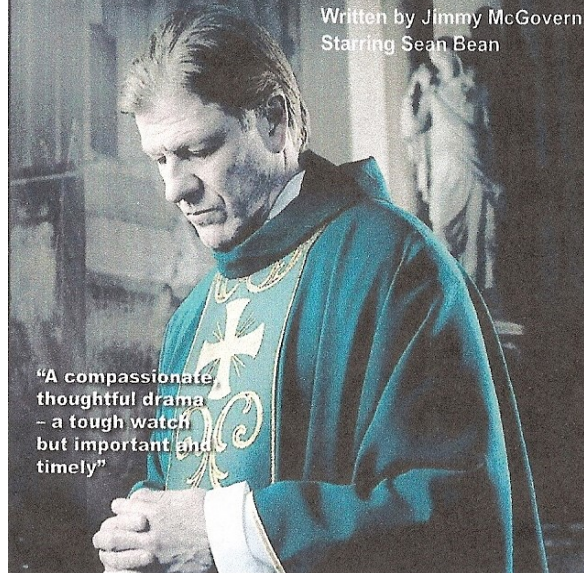 Written by Jimmy McGovern
Starring Sean Bean
“A compassionate,
thoughtful drama
– a tough watch
but important and
timely”